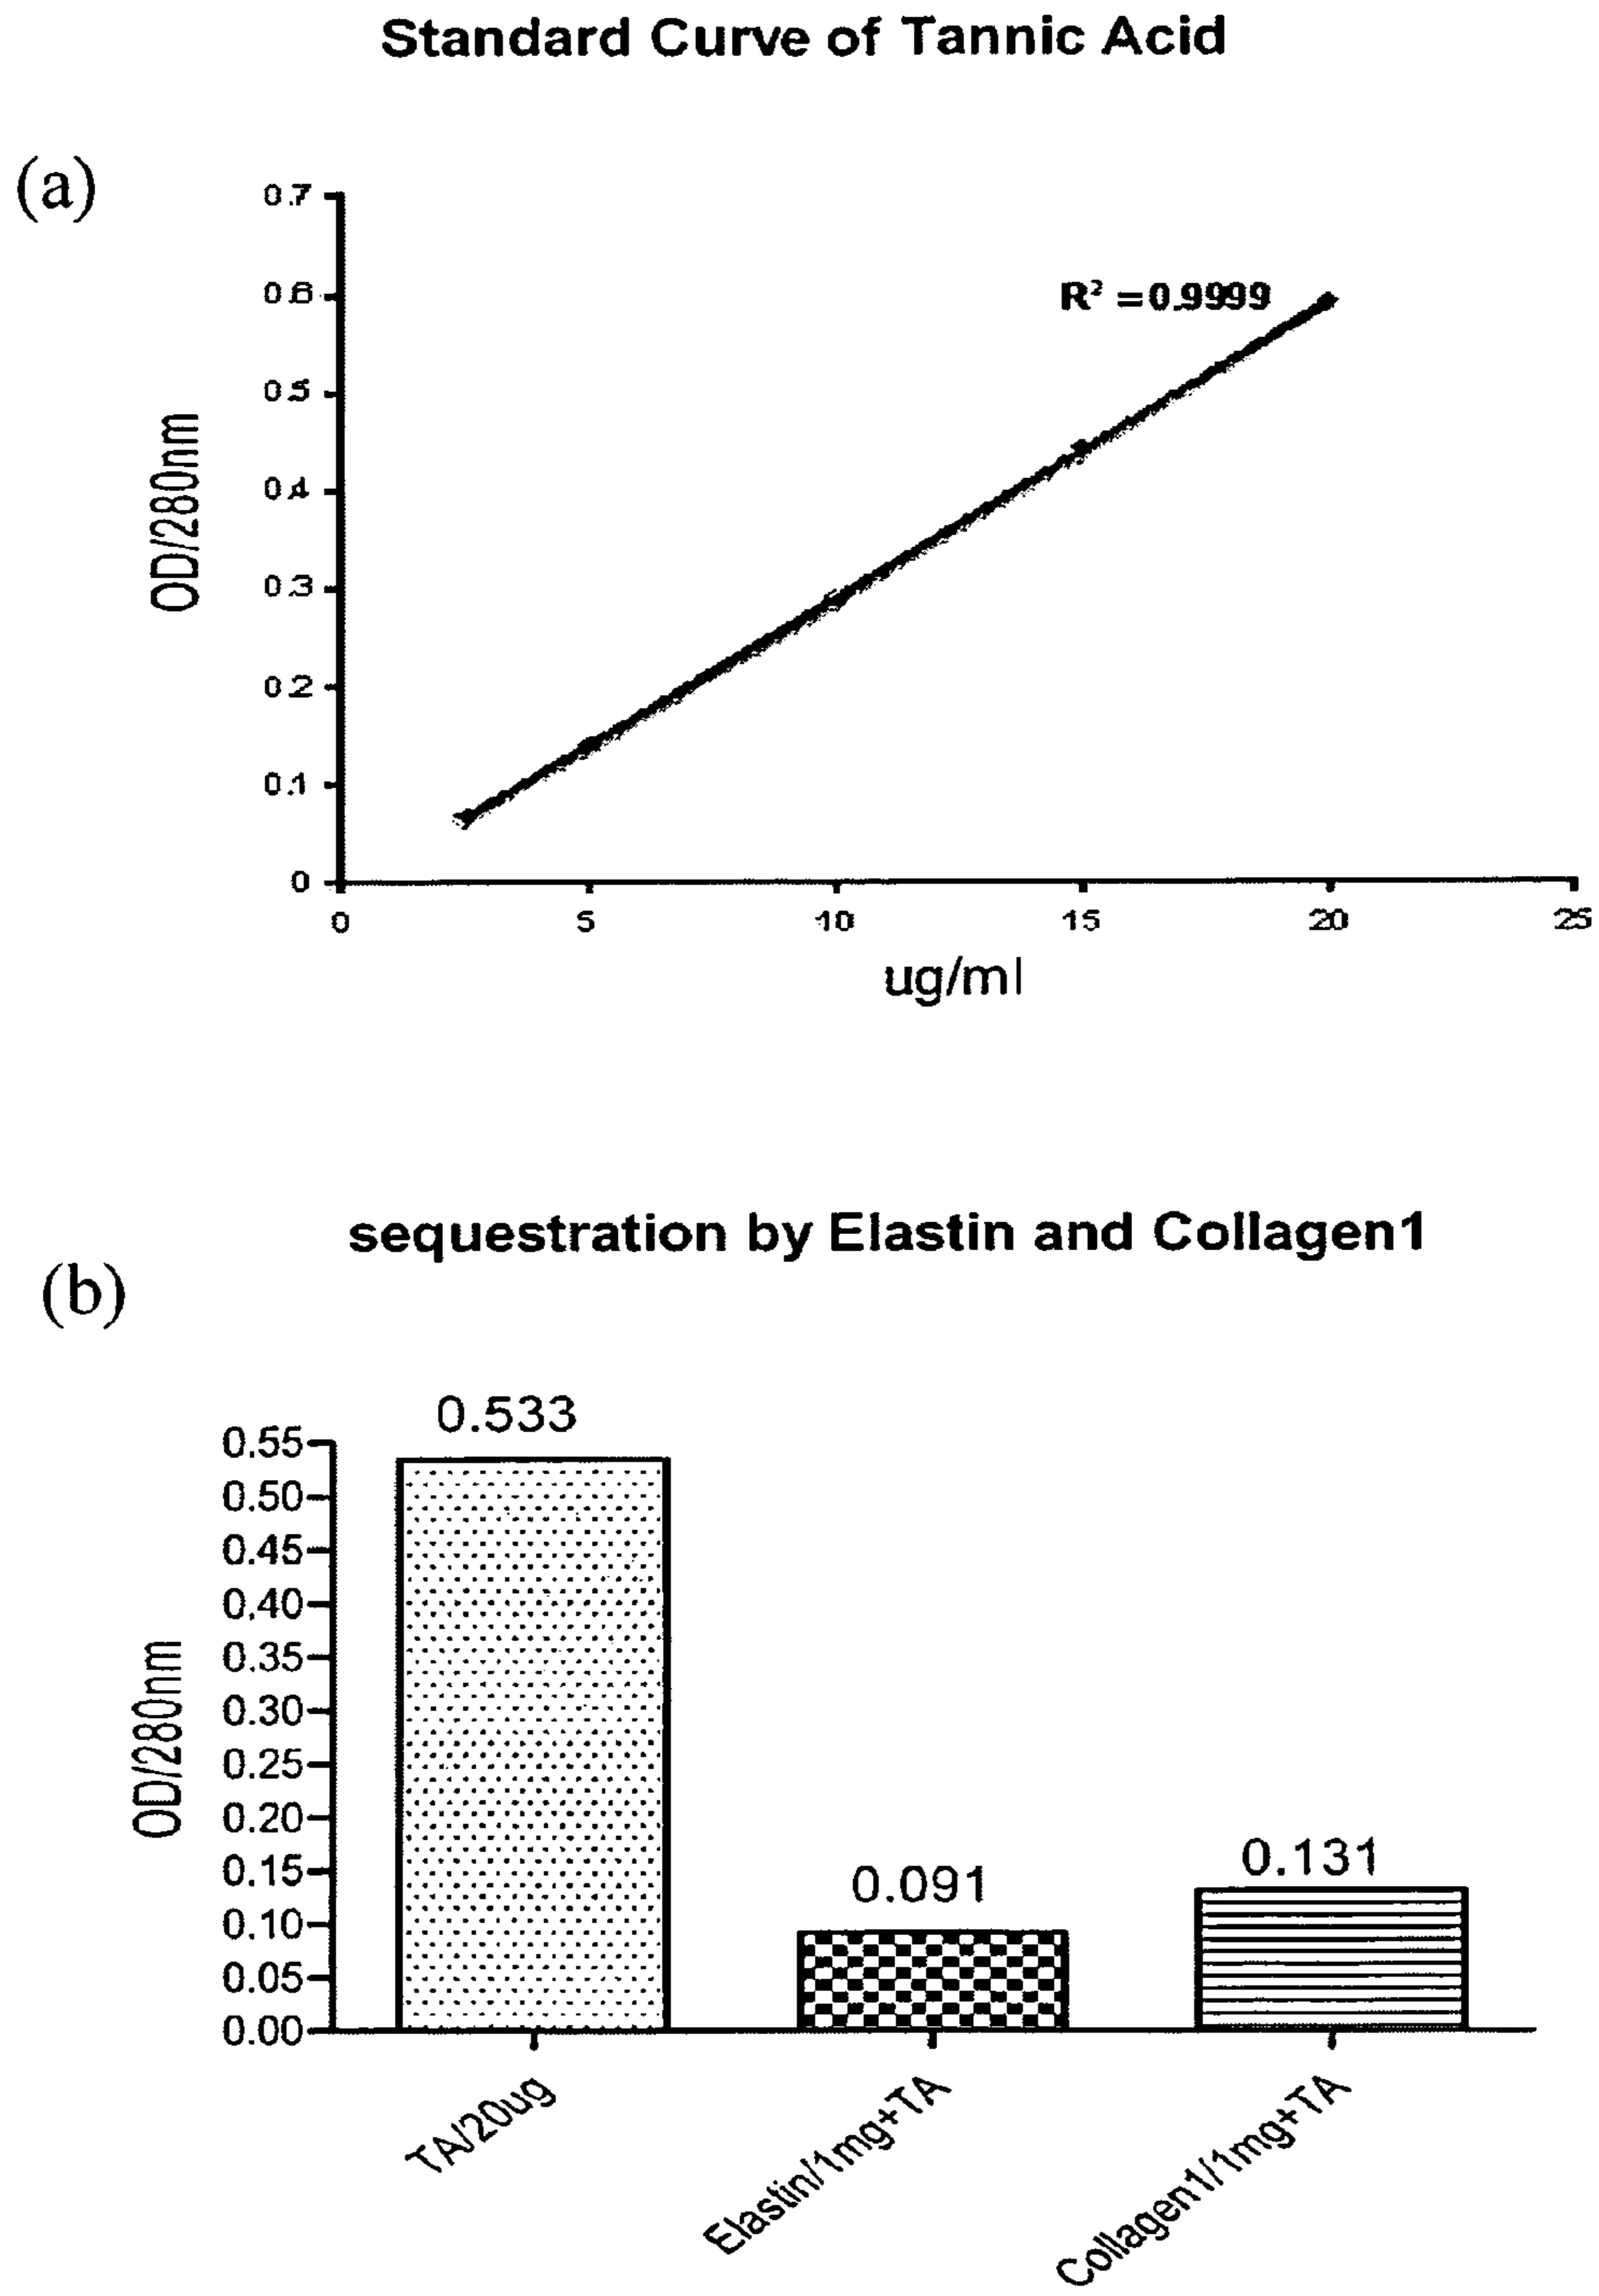 Standard Curve of Tannic Acid
(a)
0.7
0.6
0.5
0.4
0.3
0.2
0.1
0
R² = 0.9999
OD/280nm
0 5 10 15 20 25
ug/ml
sequestration by Elastin and Collagen1
(b)
0.533
0.091
0.131
0.55
0.50
0.45
0.40
0.35
0.30
0.25
0.20
0.15
0.10
0.05
0.00
OD/280nm
TA/20ug
Elastin/1mg+TA
Collagen1/1mg+TA